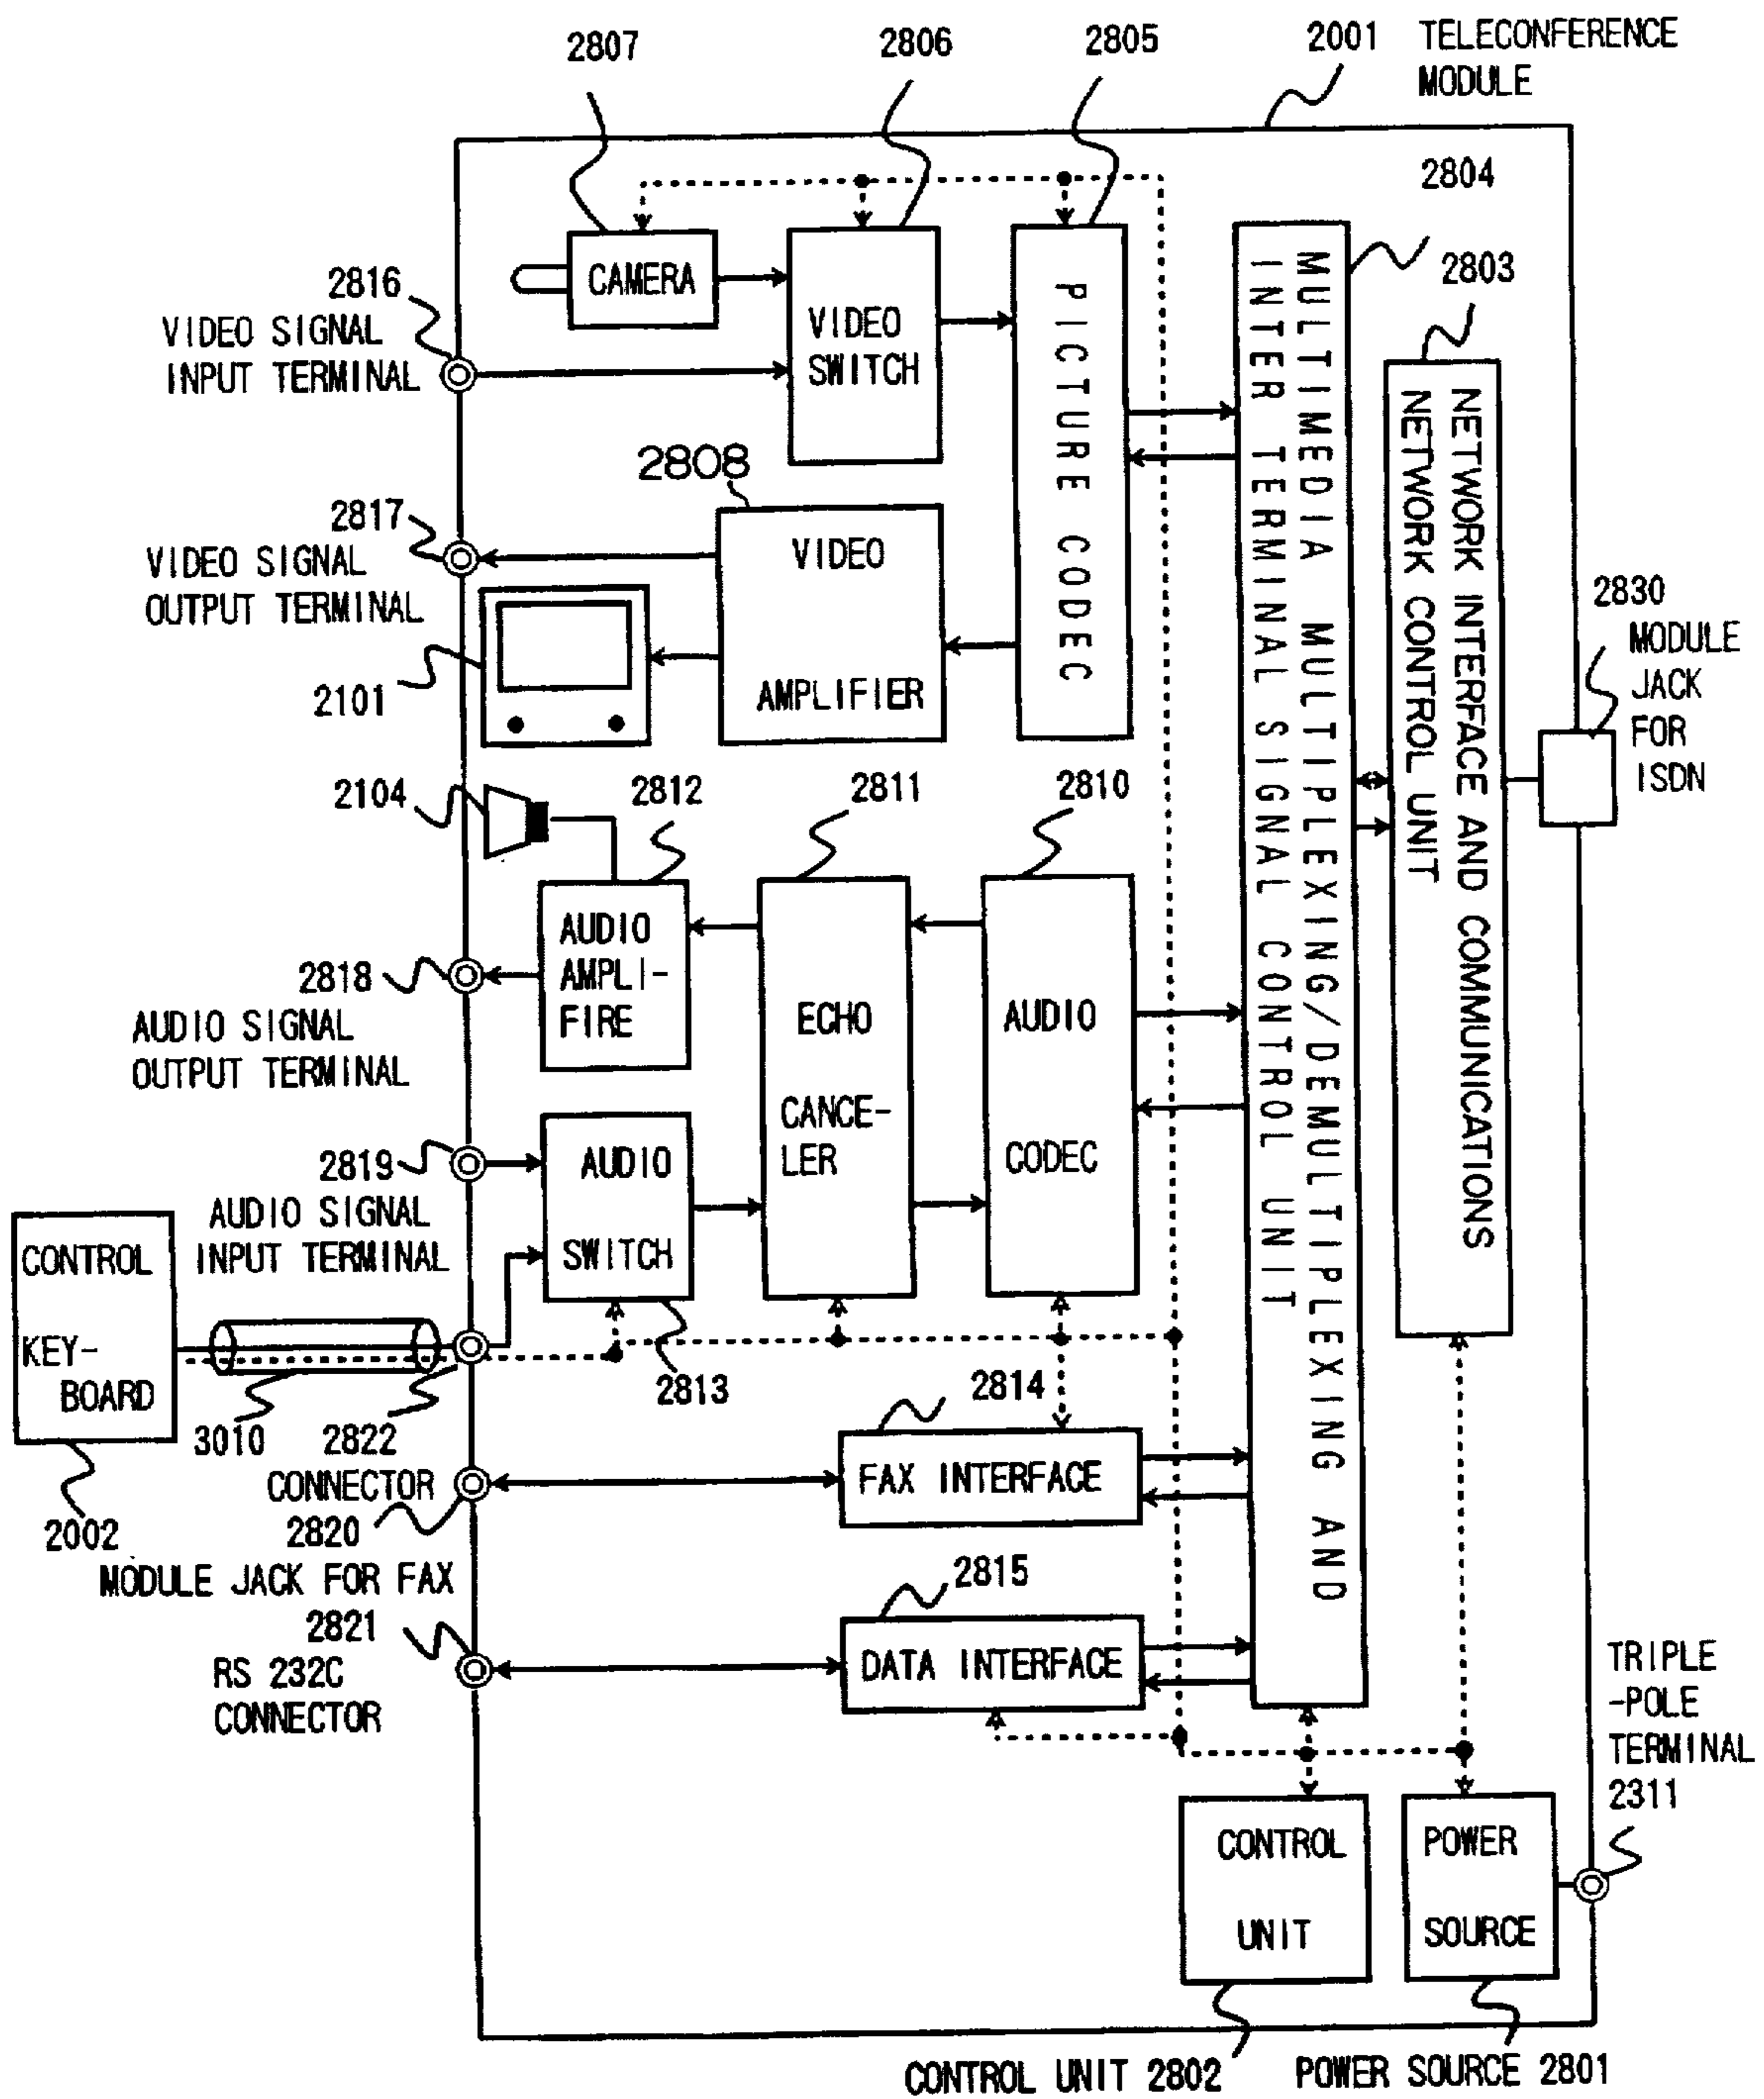 2807
2806
2805
2001 TELECONFERENCE
MODULE
2804
2803
CAMERA
2816
VIDEO SIGNAL
INPUT TERMINAL
VIDEO
SWITCH
PICTURE CODEC
MULTIMEDIA MULTIPLEXING/DEMULTIPLEXING AND
INTER TERMINAL SIGNAL CONTROL UNIT
NETWORK INTERFACE AND COMMUNICATIONS
NETWORK CONTROL UNIT
2808
2817
VIDEO SIGNAL
OUTPUT TERMINAL
VIDEO
AMPLIFIER
2101
2830
MODULE
JACK
FOR
ISDN
2104
2812
2811
2810
AUDIO
AMPLI-
FIRE
2818
AUDIO SIGNAL
OUTPUT TERMINAL
ECHO
CANCE-
LER
AUDIO
CODEC
2819
AUDIO SIGNAL
INPUT TERMINAL
AUDIO
SWITCH
CONTROL
KEY-
BOARD
2813
3010
2822
CONNECTOR
2814
FAX INTERFACE
2002
2820
MODULE JACK FOR FAX
2815
2821
RS 232C
CONNECTOR
DATA INTERFACE
TRIPLE
-POLE
TERMINAL
2311
CONTROL
UNIT
POWER
SOURCE
CONTROL UNIT 2802
POWER SOURCE 2801